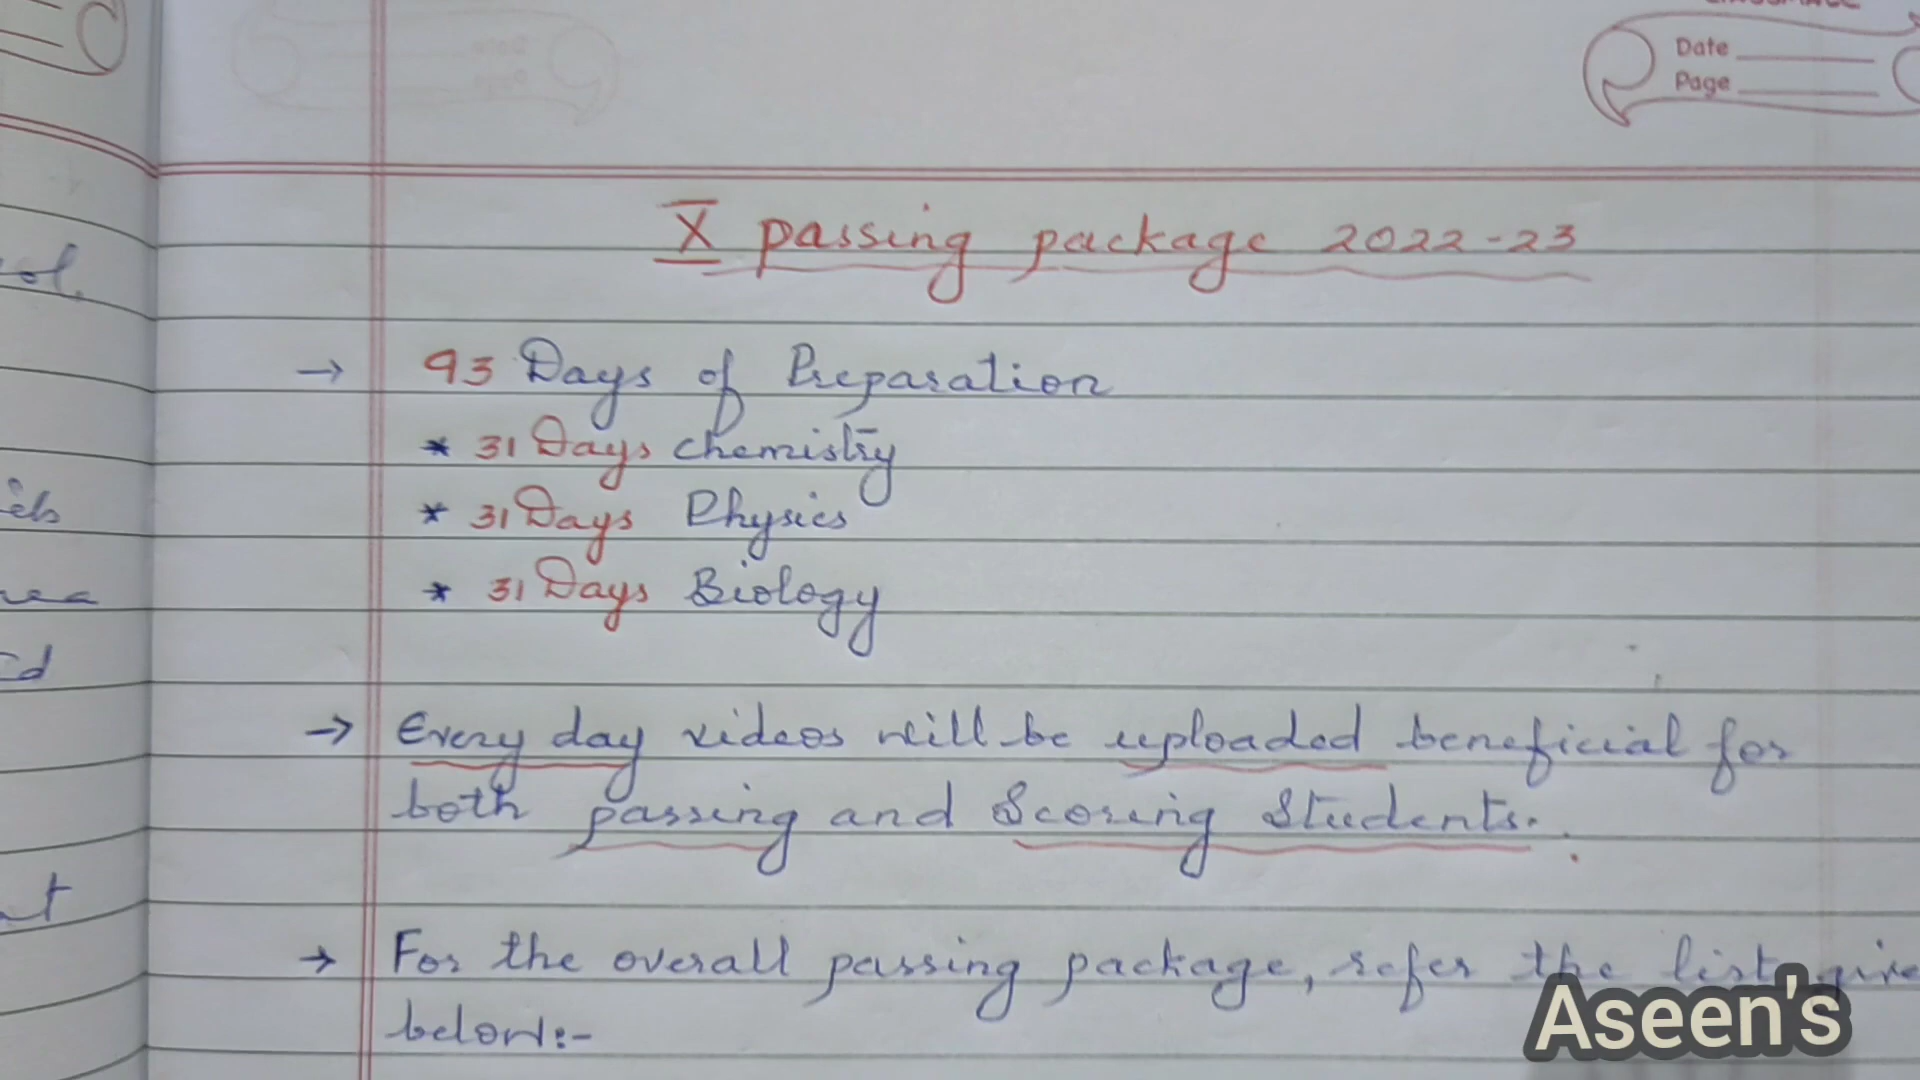 Date
Page
X passing package 2022-23
→ 93 Days of Preparation
* 31 Days chemistry
* 31 Days Physics
* 31 Days Biology
→ Every day videos will be uploaded beneficial for
both passing and Scoring Students.
→ For the overall passing package, refer the list give
below:-
Aseen's